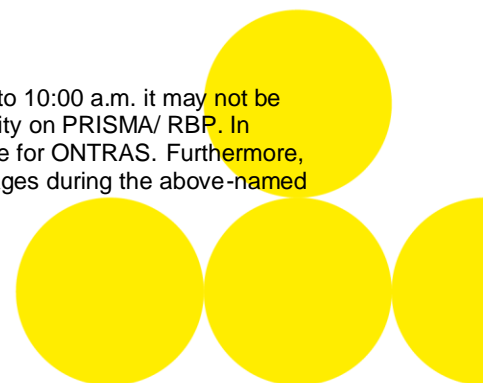 to 10:00 a.m. it may not be
ity on PRISMA/ RBP. In
e for ONTRAS. Furthermore,
ges during the above-named